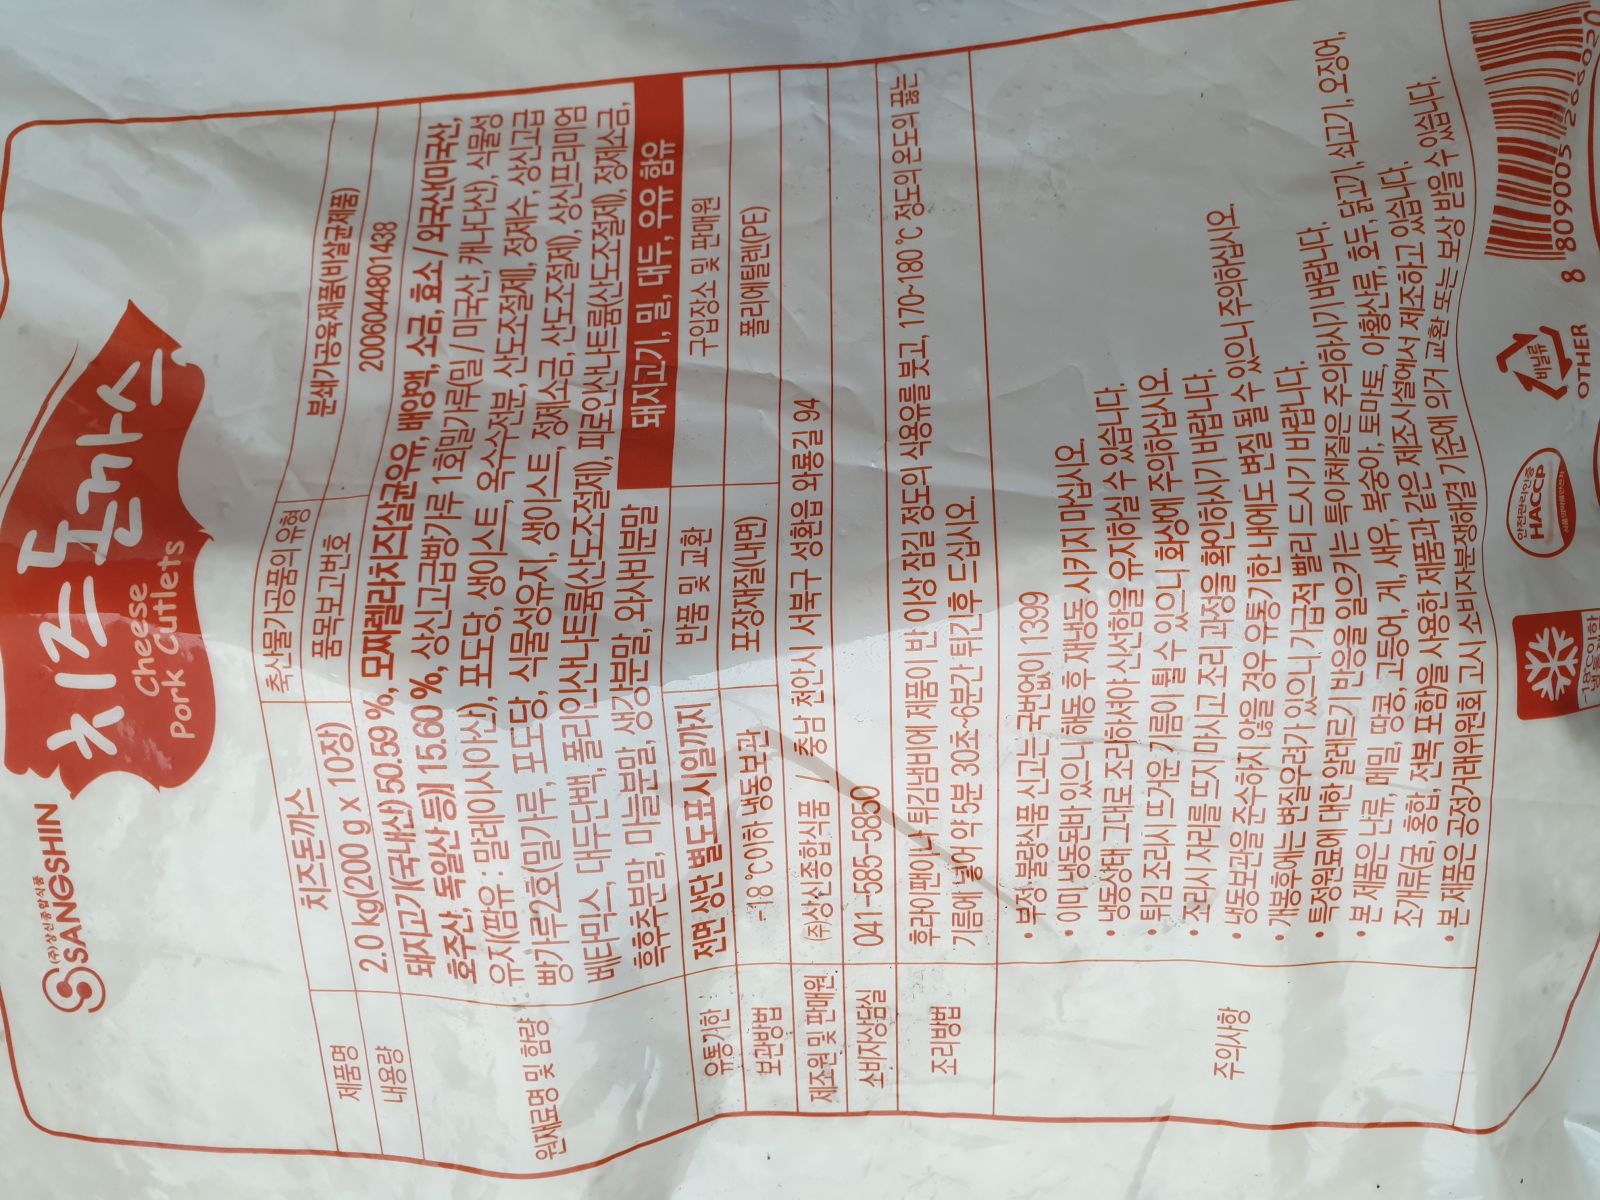 (주)상신종합식품
SANGSHIN
치즈돈까스
Cheese
Pork Cutlets
제품명 치즈돈까스 축산물가공품의 유형 분쇄가공육제품(비살균제품)
내용량 2.0 kg(200 g x 10장) 품목보고번호 200604480 1438
원재료명 및 함량
돼지고기(국내산) 50.59 %, 모짜렐라치즈[살균우유, 배양액, 소금, 효소 / 외국산(미국산,
호주산, 독일산 등)] 15.60 %, 상신고급빵가루 1호[밀가루(밀 / 미국산, 캐나다산), 식물성
유지(팜유 : 말레이시아산), 포도당, 생이스트, 옥수수전분, 산도조절제], 정제수, 상신고급
빵가루2호(밀가루, 포도당, 식물성유지, 생이스트, 정제소금, 산도조절제), 상신프리미엄
베타믹스, 대두단백, 폴리인산나트륨(산도조절제), 피로인산나트륨(산도조절제), 정제소금,
흑후추부말, 마늘분말, 생강분말, 와사비분말
돼지고기, 밀, 대두, 우유 함유
유통기한 전면 상단 별도표시일까지 반품 및 교환 구입장소 및 판매원
보관방법 -18 ℃이하 냉동보관 포장재질(내면) 폴리에틸렌(PE)
제조원 및 판매원 (주)상신종합식품 / 충남 천안시 서북구 성환읍 와룡길 94
소비자상담실 041-585-5850
조리방법
후라이팬이나 튀김냄비에 제품이 반 이상 잠길 정도의 식용유를 붓고, 170~180 ℃ 정도의 온도의 끓는
기름에 넣어 약 5분 30초~6분간 튀긴후 드십시오.
주의사항
• 부정·불량식품 신고는 국번없이 1399
• 이미 냉동된바 있으니 해동 후 재냉동 시키지 마십시오.
• 냉동상태 그대로 조리하셔야 신선함을 유지하실 수 있습니다.
• 튀김 조리시 뜨거운 기름이 튈 수 있으니 화상에 주의하십시오.
• 조리시 자리를 뜨지 마시고 조리 과정을 확인하시기 바랍니다.
• 냉동보관을 준수하지 않을 경우 유통기한 내에도 변질 될 수 있으니 주의하십시오.
• 개봉후에는 변질우려가 있으니 가급적 빨리 드시기 바랍니다.
• 특정원료에 대한 알레르기 반응을 일으키는 특이체질은 주의하시기 바랍니다.
• 본 제품은 난류, 메밀, 땅콩, 고등어, 게, 새우, 복숭아, 토마토, 아황산류, 호두, 닭고기, 쇠고기, 오징어,
조개류(굴, 홍합, 전복 포함)을 사용한 제품과 같은 제조시설에서 제조하고 있습니다.
• 본 제품은 공정거래위원회 고시 소비자분쟁해결 기준에 의거 교환 또는 보상 받을 수 있습니다.
-18℃이하
안전관리인증
HACCP
식품의약품안전처
비닐류
OTHER
8 809005 266020